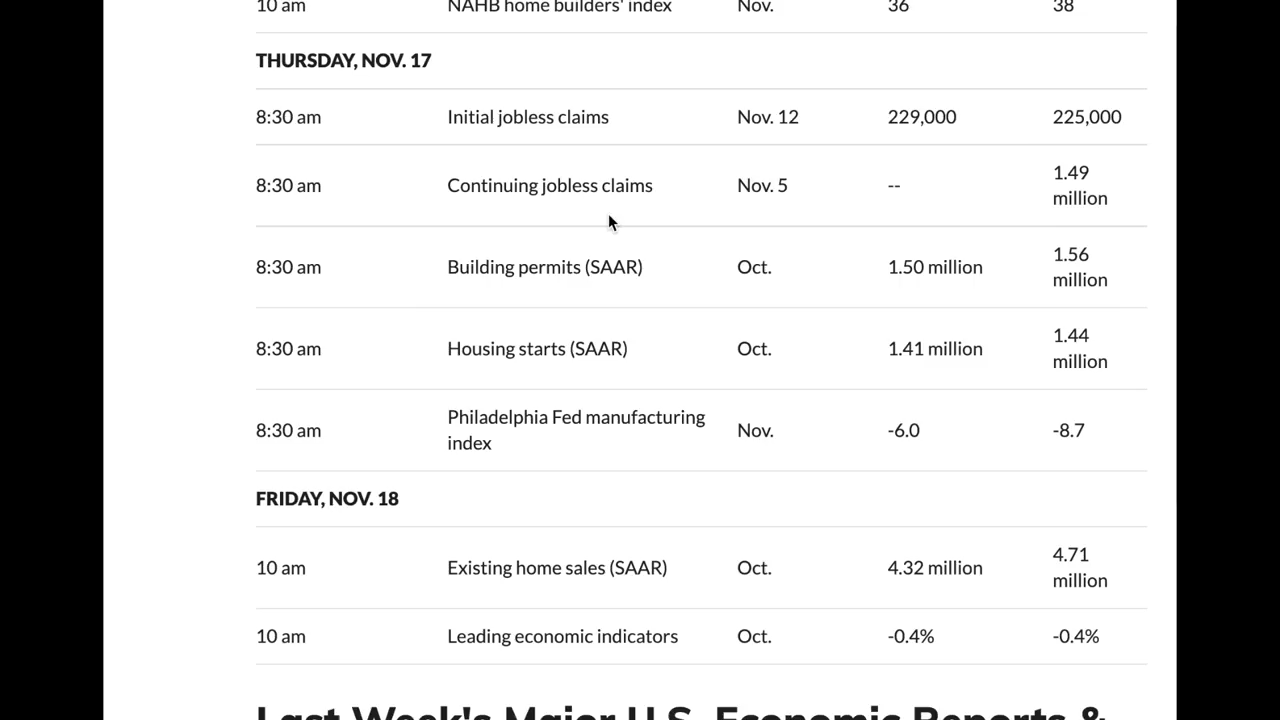 10 am NAHB home builders' index Nov. 36 38
THURSDAY, NOV. 17
8:30 am Initial jobless claims Nov. 12 229,000 225,000
8:30 am Continuing jobless claims Nov. 5 -- 1.49
million
8:30 am Building permits (SAAR) Oct. 1.50 million 1.56
million
8:30 am Housing starts (SAAR) Oct. 1.41 million 1.44
million
8:30 am Philadelphia Fed manufacturing
index Nov. -6.0 -8.7
FRIDAY, NOV. 18
10 am Existing home sales (SAAR) Oct. 4.32 million 4.71
million
10 am Leading economic indicators Oct. -0.4% -0.4%
Last Week's Major U.S. Economic Reports &